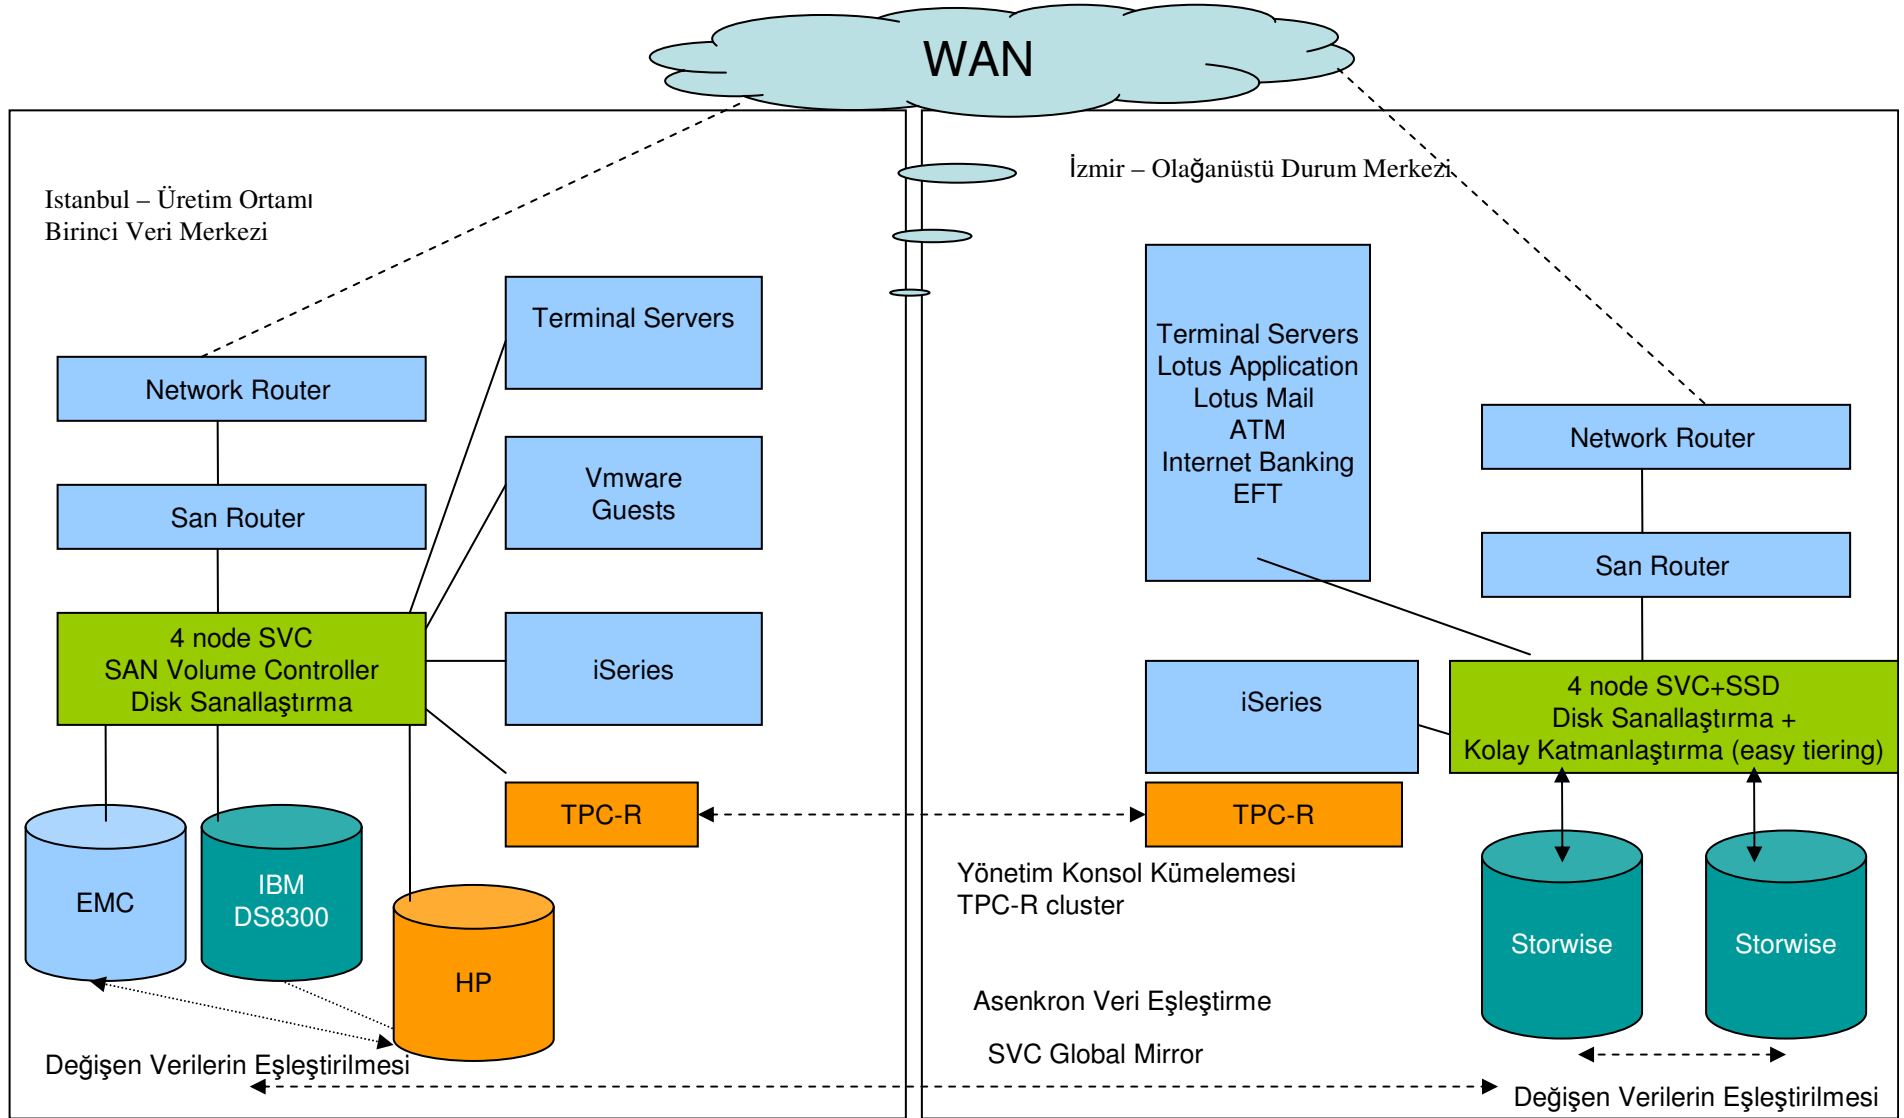 WAN
Istanbul – Üretim Ortamı
Birinci Veri Merkezi
Network Router
San Router
4 node SVC
SAN Volume Controller
Disk Sanallaştırma
Terminal Servers
Vmware
Guests
iSeries
TPC-R
EMC
IBM
DS8300
HP
Değişen Verilerin Eşleştirilmesi
İzmir – Olağanüstü Durum Merkezi
Terminal Servers
Lotus Application
Lotus Mail
ATM
Internet Banking
EFT
Network Router
San Router
iSeries
4 node SVC+SSD
Disk Sanallaştırma +
Kolay Katmanlaştırma (easy tiering)
TPC-R
Yönetim Konsol Kümelemesi
TPC-R cluster
Storwise
Storwise
Asenkron Veri Eşleştirme
SVC Global Mirror
Değişen Verilerin Eşleştirilmesi